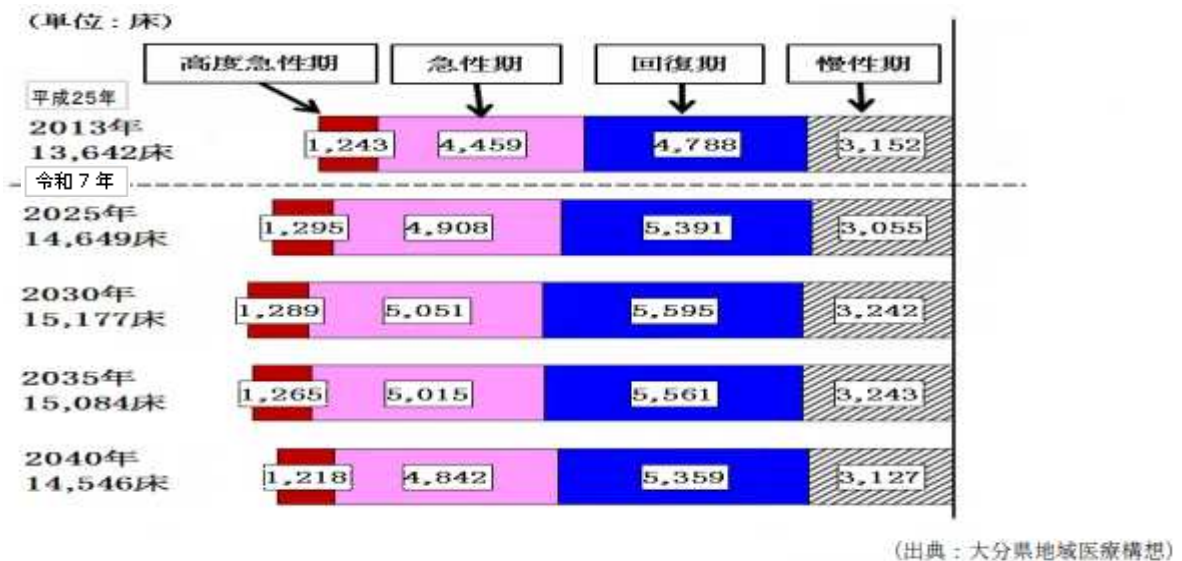 (単位：床)
高度急性期 急性期 回復期 慢性期
平成25年
2013年
13,642床
1,243 4,459 4,788 3,152
令和７年
2025年
14,649床
1,295 4,908 5,391 3,055
2030年
15,177床
1,289 5,051 5,595 3,242
2035年
15,084床
1,265 5,015 5,561 3,243
2040年
14,546床
1,218 4,842 5,359 3,127
(出典：大分県地域医療構想)